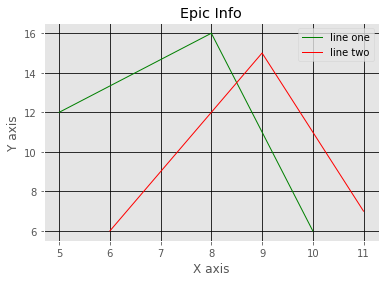 Epic Info
line one
line two
16
14
12
10
8
6
Y axis
5 6 7 8 9 10 11
X axis